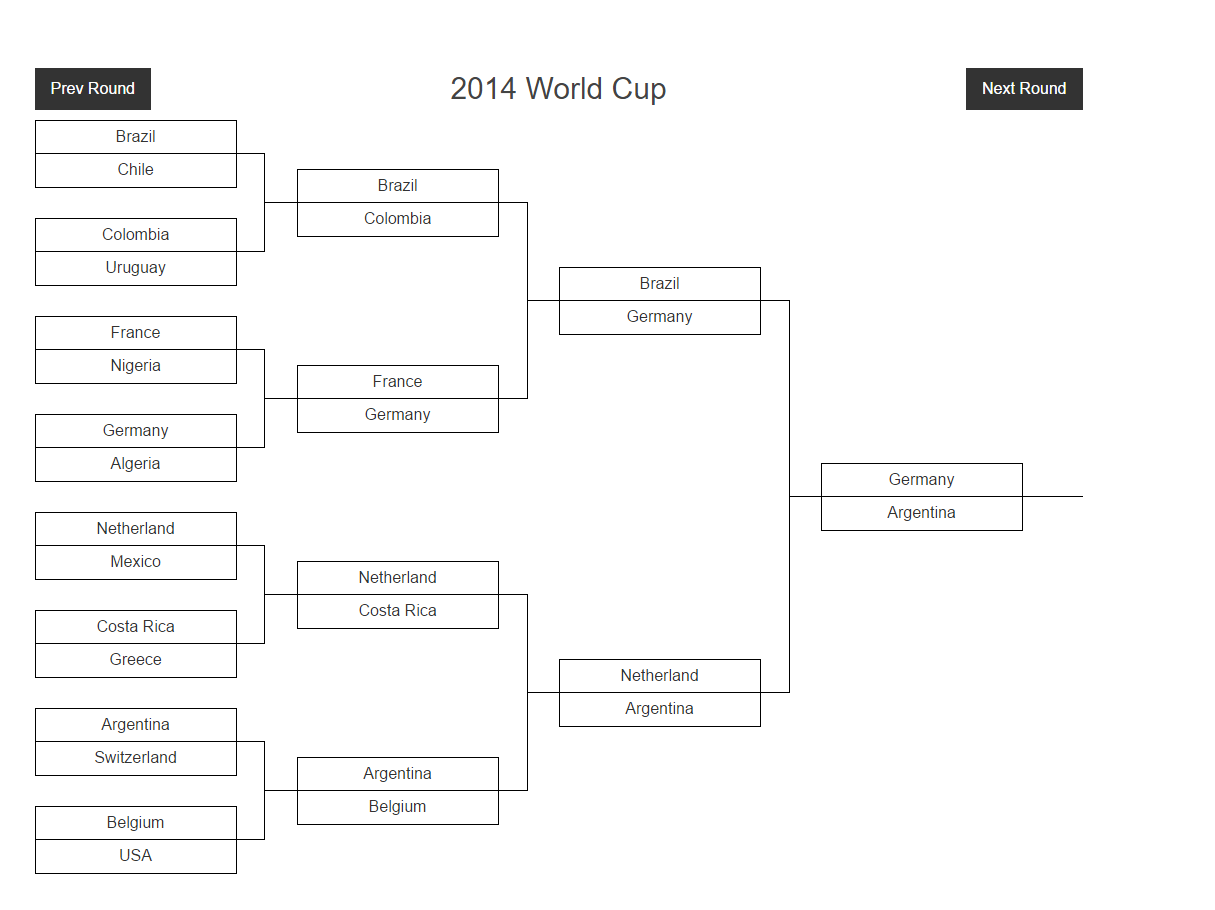 Prev Round
2014 World Cup
Next Round
Brazil
Chile
Colombia
Uruguay
France
Nigeria
Germany
Algeria
Netherland
Mexico
Costa Rica
Greece
Argentina
Switzerland
Belgium
USA
Brazil
Colombia
France
Germany
Netherland
Costa Rica
Argentina
Belgium
Brazil
Germany
Netherland
Argentina
Germany
Argentina